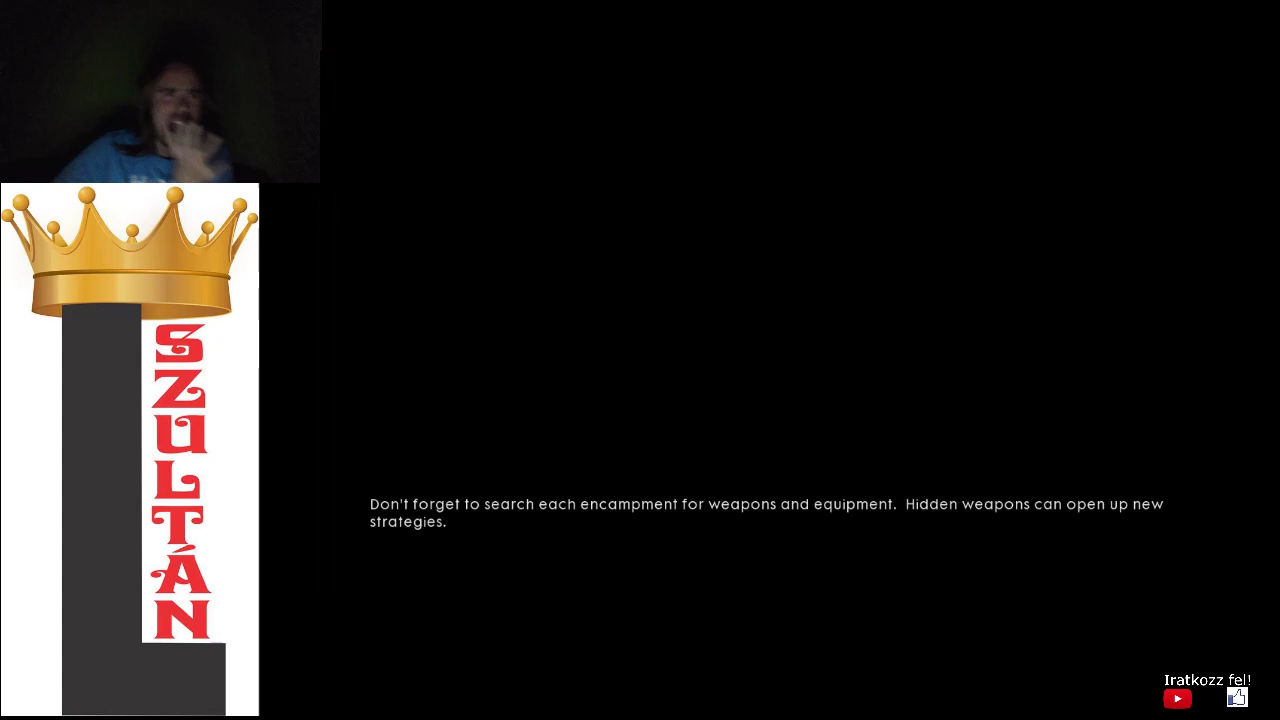 SZULTÁN
Don't forget to search each encampment for weapons and equipment.  Hidden weapons can open up new
strategies.
Iratkozz fel!